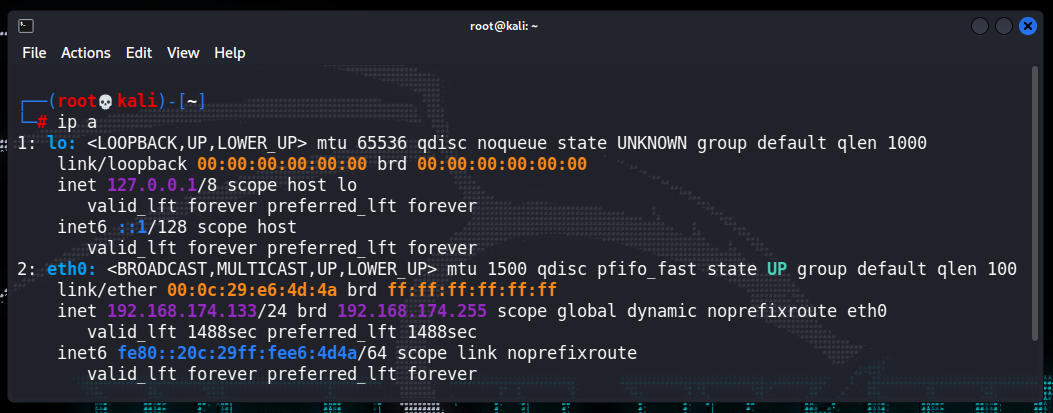 root@kali: ~
File Actions Edit View Help
┌──(root💀kali)-[~]
└─# ip a
1: lo: <LOOPBACK,UP,LOWER_UP> mtu 65536 qdisc noqueue state UNKNOWN group default qlen 1000
    link/loopback 00:00:00:00:00:00 brd 00:00:00:00:00:00
    inet 127.0.0.1/8 scope host lo
       valid_lft forever preferred_lft forever
    inet6 ::1/128 scope host
       valid_lft forever preferred_lft forever
2: eth0: <BROADCAST,MULTICAST,UP,LOWER_UP> mtu 1500 qdisc pfifo_fast state UP group default qlen 100
    link/ether 00:0c:29:e6:4d:4a brd ff:ff:ff:ff:ff:ff
    inet 192.168.174.133/24 brd 192.168.174.255 scope global dynamic noprefixroute eth0
       valid_lft 1488sec preferred_lft 1488sec
    inet6 fe80::20c:29ff:fee6:4d4a/64 scope link noprefixroute
       valid_lft forever preferred_lft forever